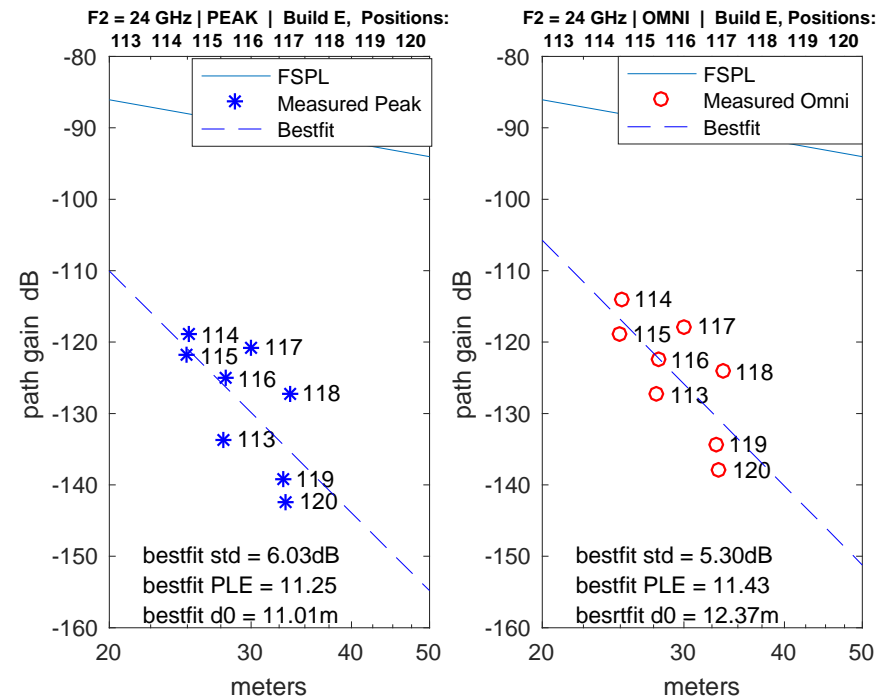 F2 = 24 GHz | PEAK | Build E, Positions:
113 114 115 116 117 118 119 120
-80
-90
-100
-110
-120
-130
-140
-150
-160
path gain dB
FSPL
Measured Peak
Bestfit
114
115
117
116
118
113
119
120
bestfit std = 6.03dB
bestfit PLE = 11.25
bestfit d0 = 11.01m
20 30 40 50
meters
F2 = 24 GHz | OMNI | Build E, Positions:
113 114 115 116 117 118 119 120
-80
-90
-100
-110
-120
-130
-140
-150
-160
path gain dB
FSPL
Measured Omni
Bestfit
114
117
115
116
118
113
119
120
bestfit std = 5.30dB
bestfit PLE = 11.43
besrtfit d0 = 12.37m
20 30 40 50
meters